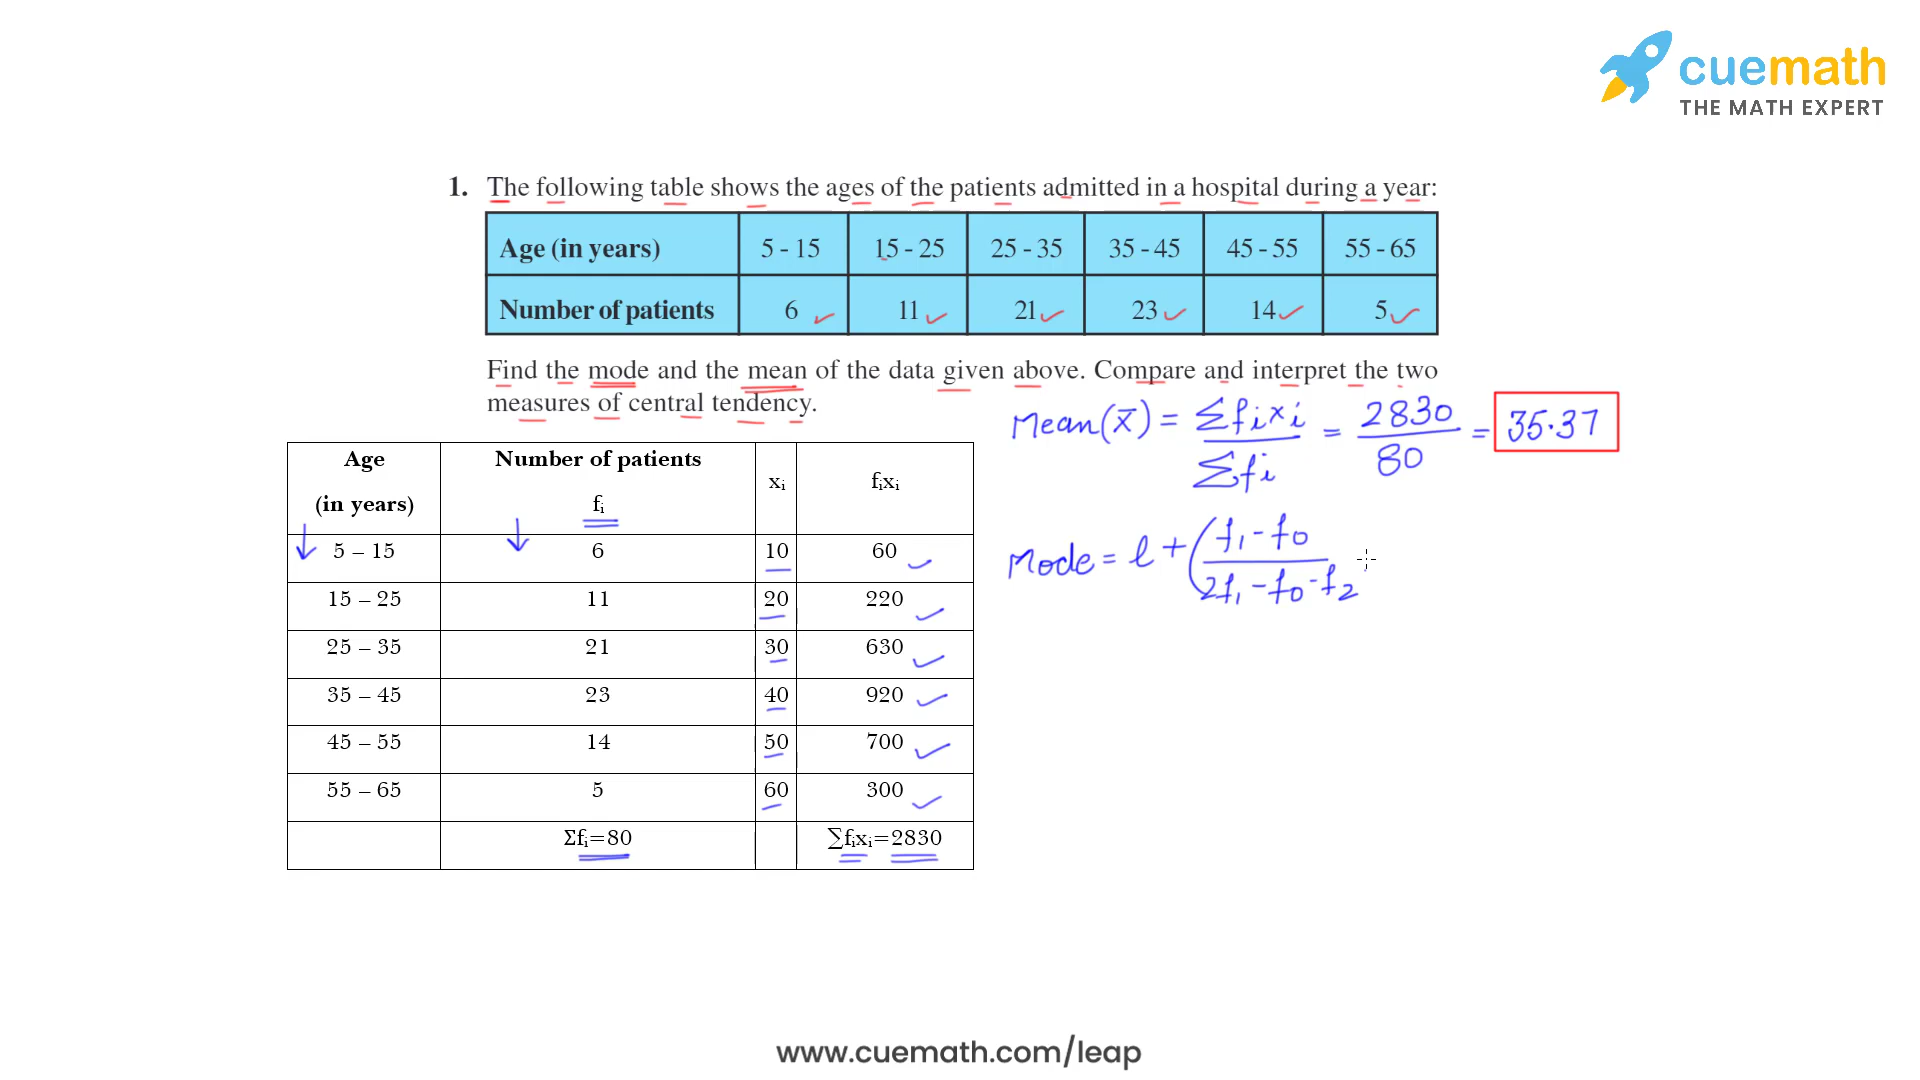 cuemath
THE MATH EXPERT
1. The following table shows the ages of the patients admitted in a hospital during a year:
Age (in years) 5 - 15 15 - 25 25 - 35 35 - 45 45 - 55 55 - 65
Number of patients 6 11 21 23 14 5
Find the mode and the mean of the data given above. Compare and interpret the two
measures of central tendency.
Mean(x̄) = Σfixi / Σfi = 2830 / 80 = 35.37
Mode = l + (f1 - f0 / 2f1 - f0 - f2
Age (in years) Number of patients fi xi fixi
5 – 15 6 10 60
15 – 25 11 20 220
25 – 35 21 30 630
35 – 45 23 40 920
45 – 55 14 50 700
55 – 65 5 60 300
Σfi=80 ∑fixi=2830
www.cuemath.com/leap